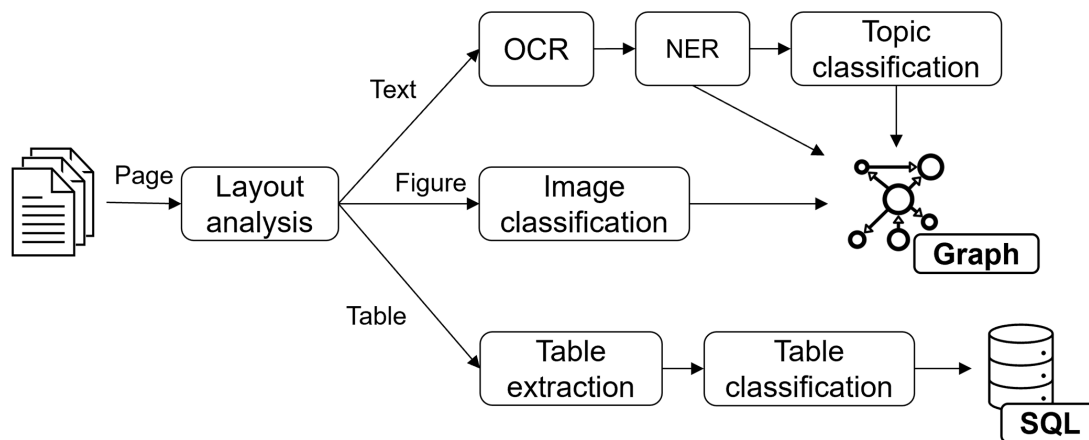 Page
Layout
analysis
Text
OCR
NER
Topic
classification
Figure
Image
classification
Graph
Table
Table
extraction
Table
classification
SQL